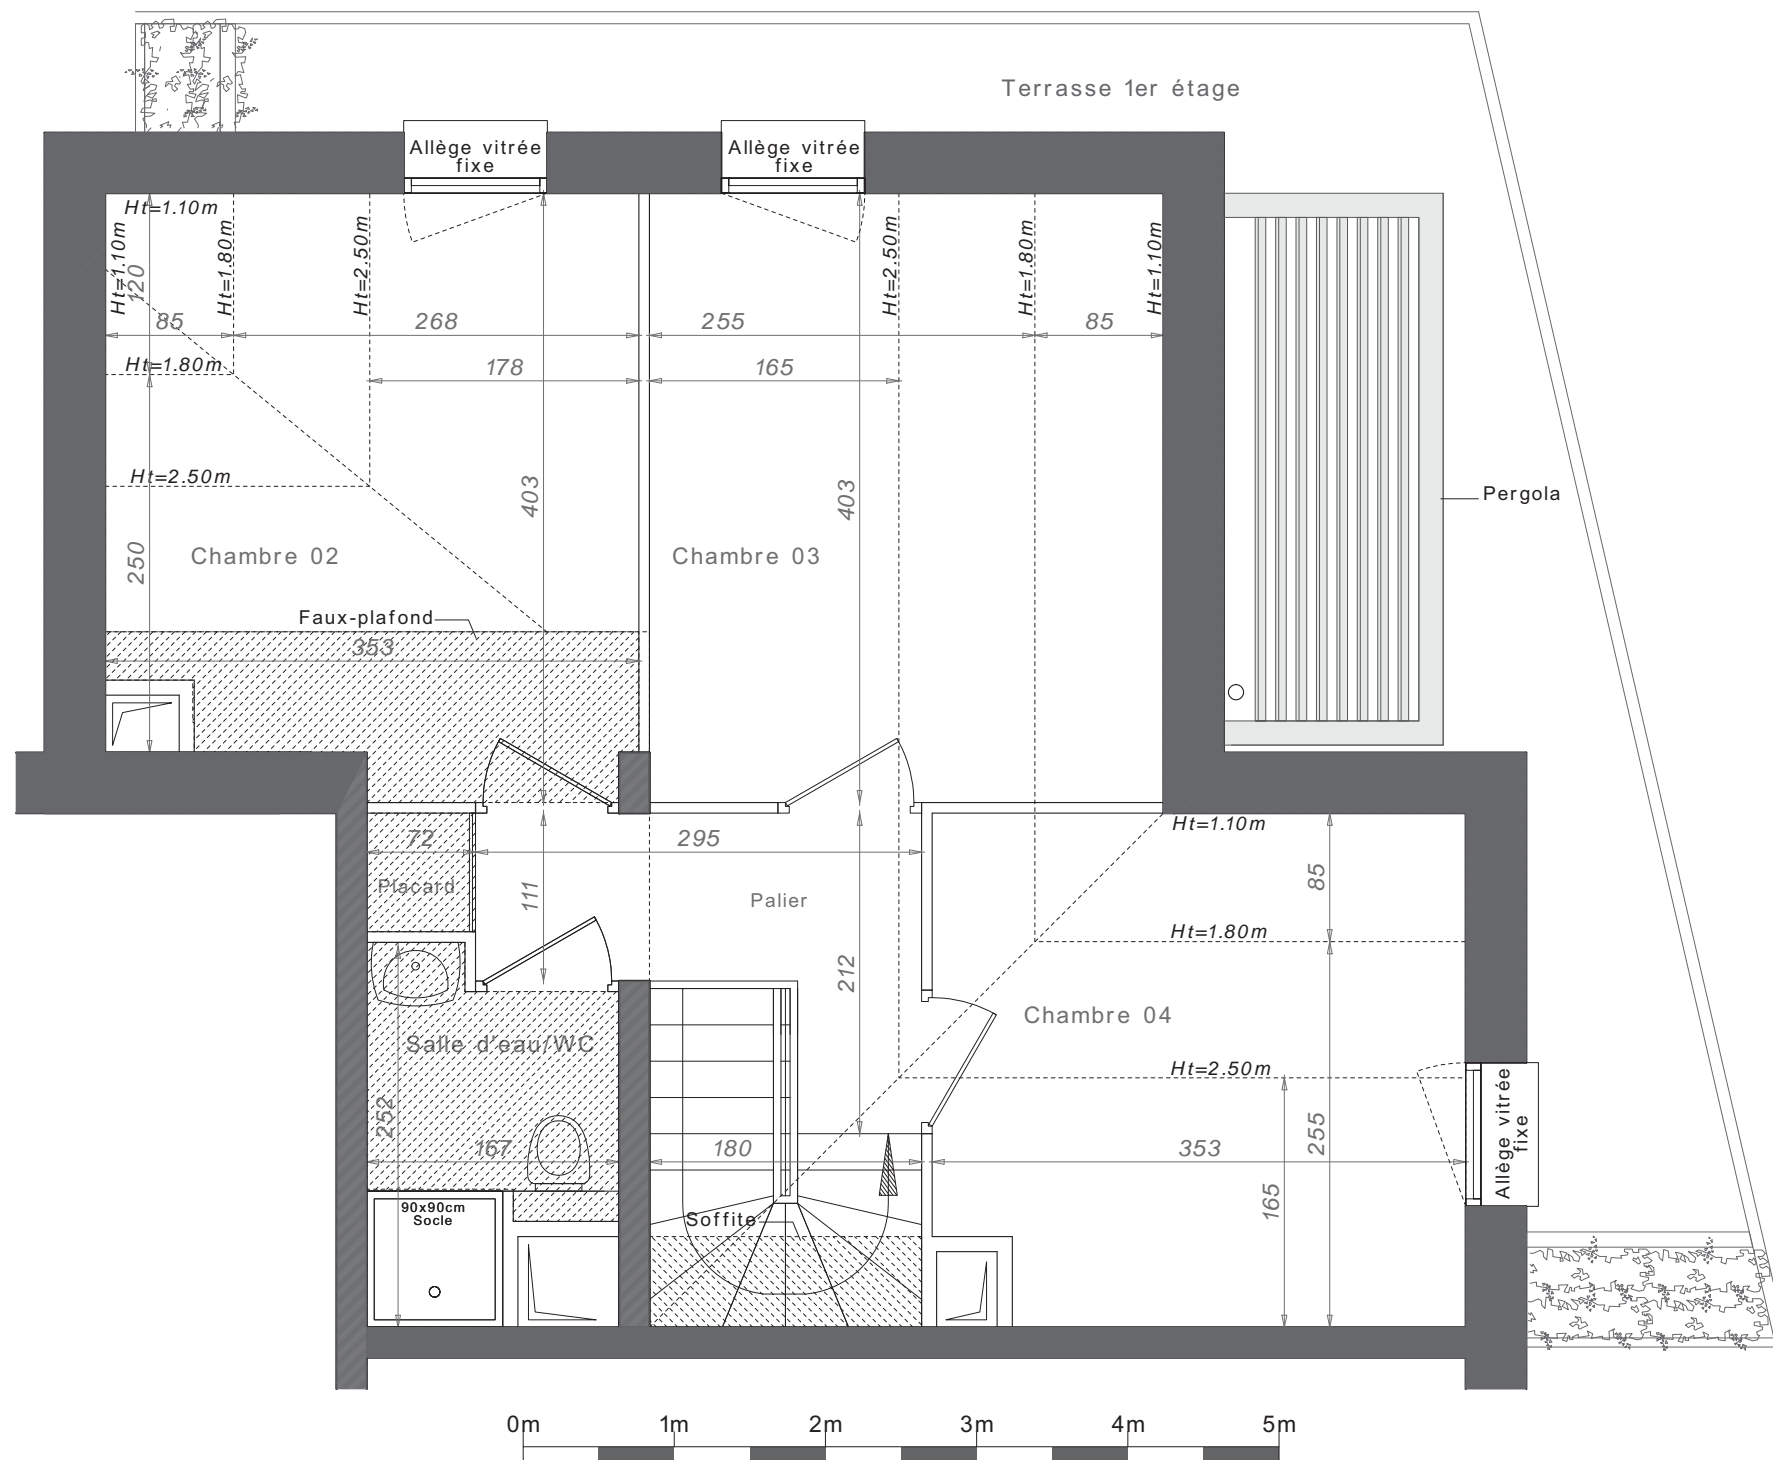 Terrasse 1er étage
Allège vitrée
fixe
Allège vitrée
fixe
Ht=1.10m
Ht=1.10m
Ht=1.80m
Ht=2.50m
Ht=2.50m
Ht=1.80m
Ht=1.10m
120
85
268
255
85
Ht=1.80m
178
165
Ht=2.50m
403
403
Pergola
250
Chambre 02
Chambre 03
Faux-plafond
353
Ht=1.10m
72
295
85
Placard
111
Palier
Ht=1.80m
212
Chambre 04
Salle d'eau/WC
Ht=2.50m
252
167
180
353
255
165
Allège vitrée
fixe
90x90cm
Socle
Soffite
0m 1m 2m 3m 4m 5m